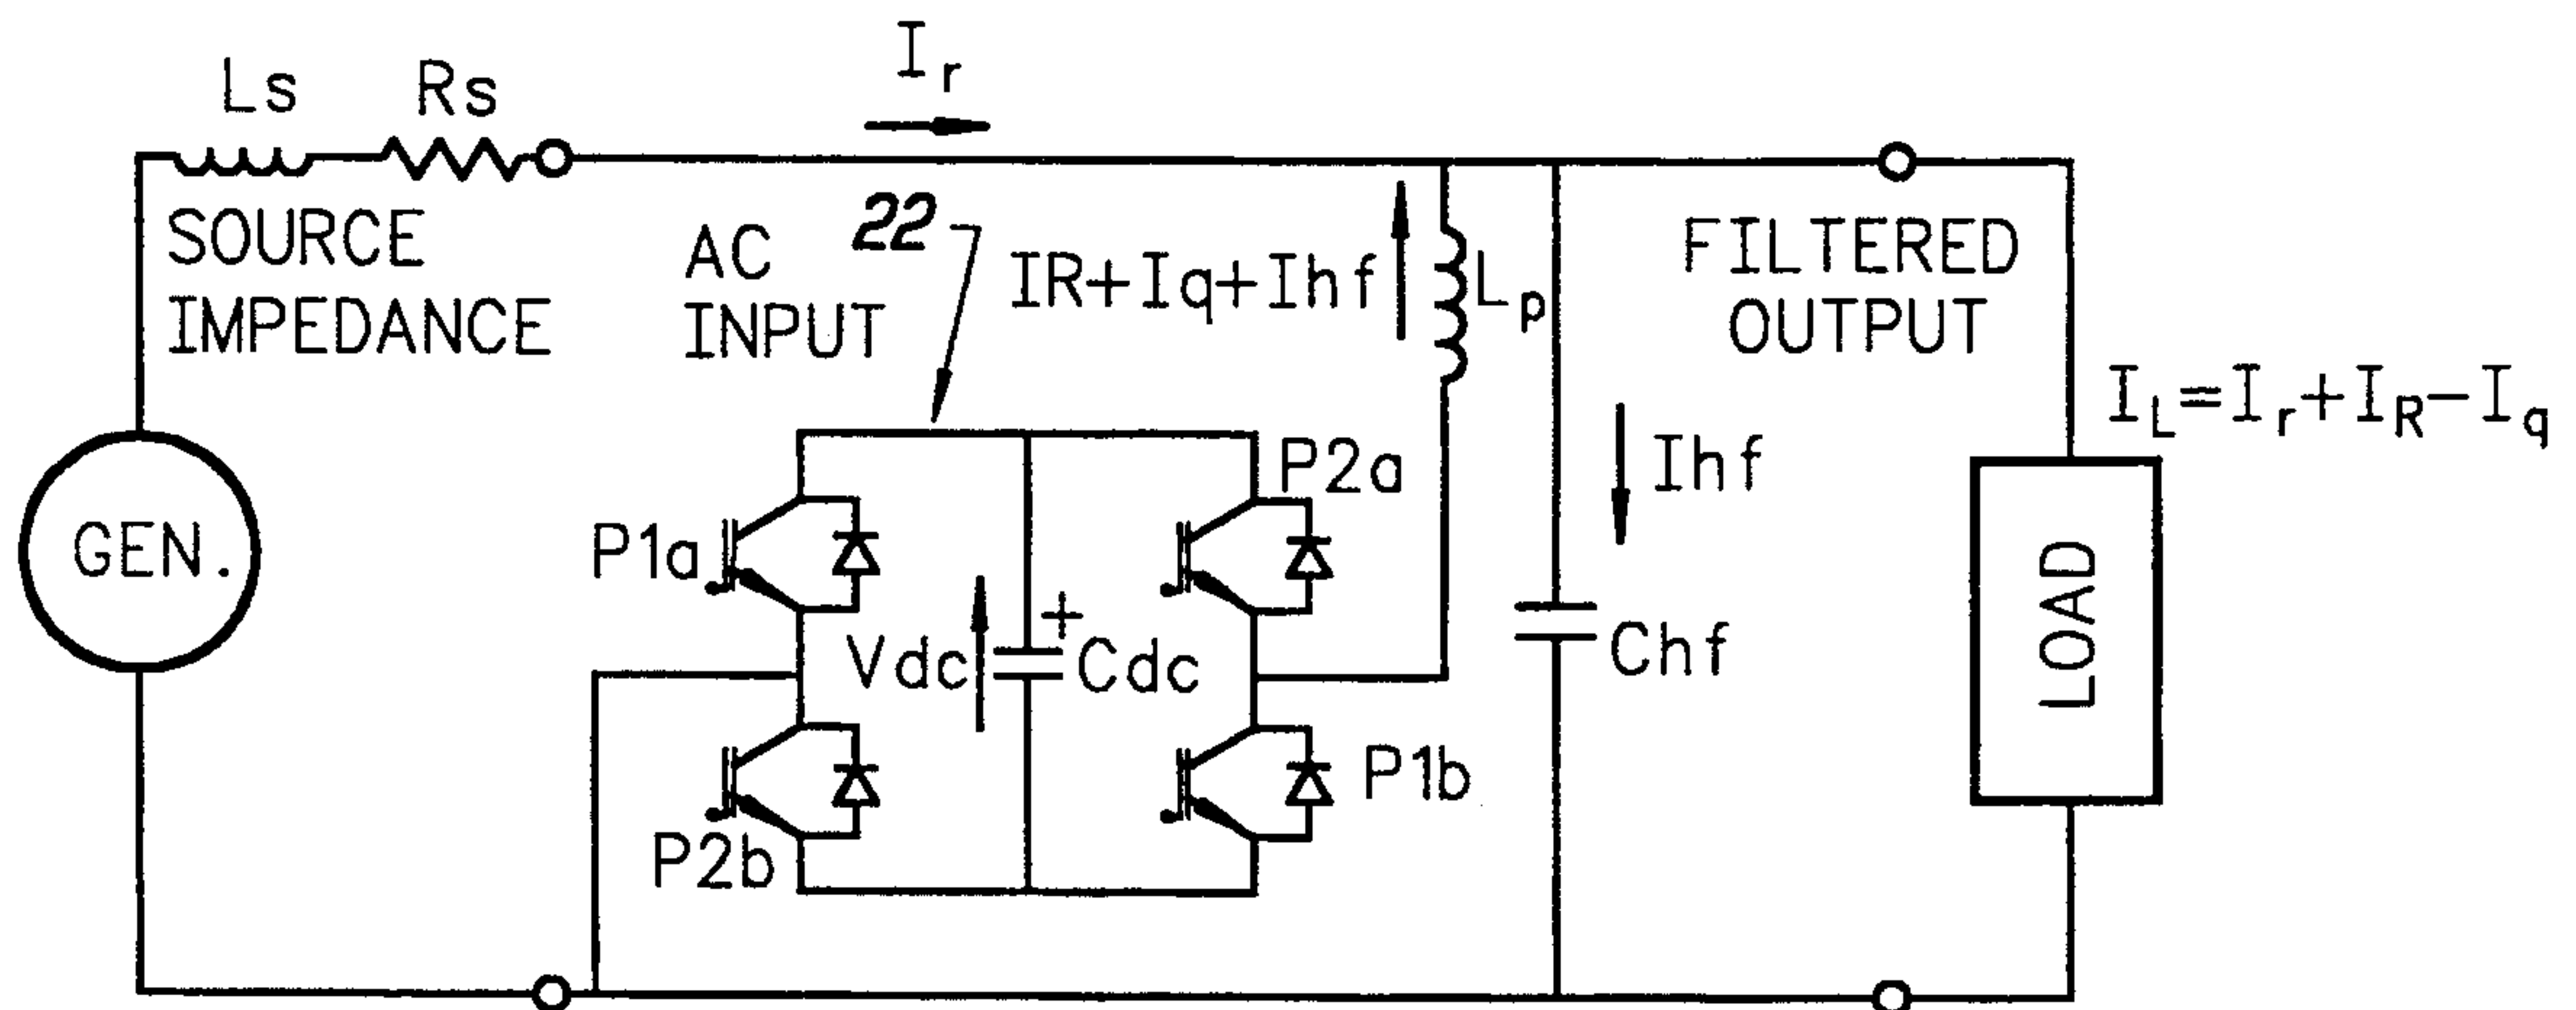 Ls
Rs
Ir
SOURCE
IMPEDANCE
AC
INPUT
22
IR+Iq+Ihf
Lp
FILTERED
OUTPUT
IL=Ir+IR-Iq
GEN.
P1a
P2a
Vdc
+
Cdc
Ihf
Chf
LOAD
P2b
P1b